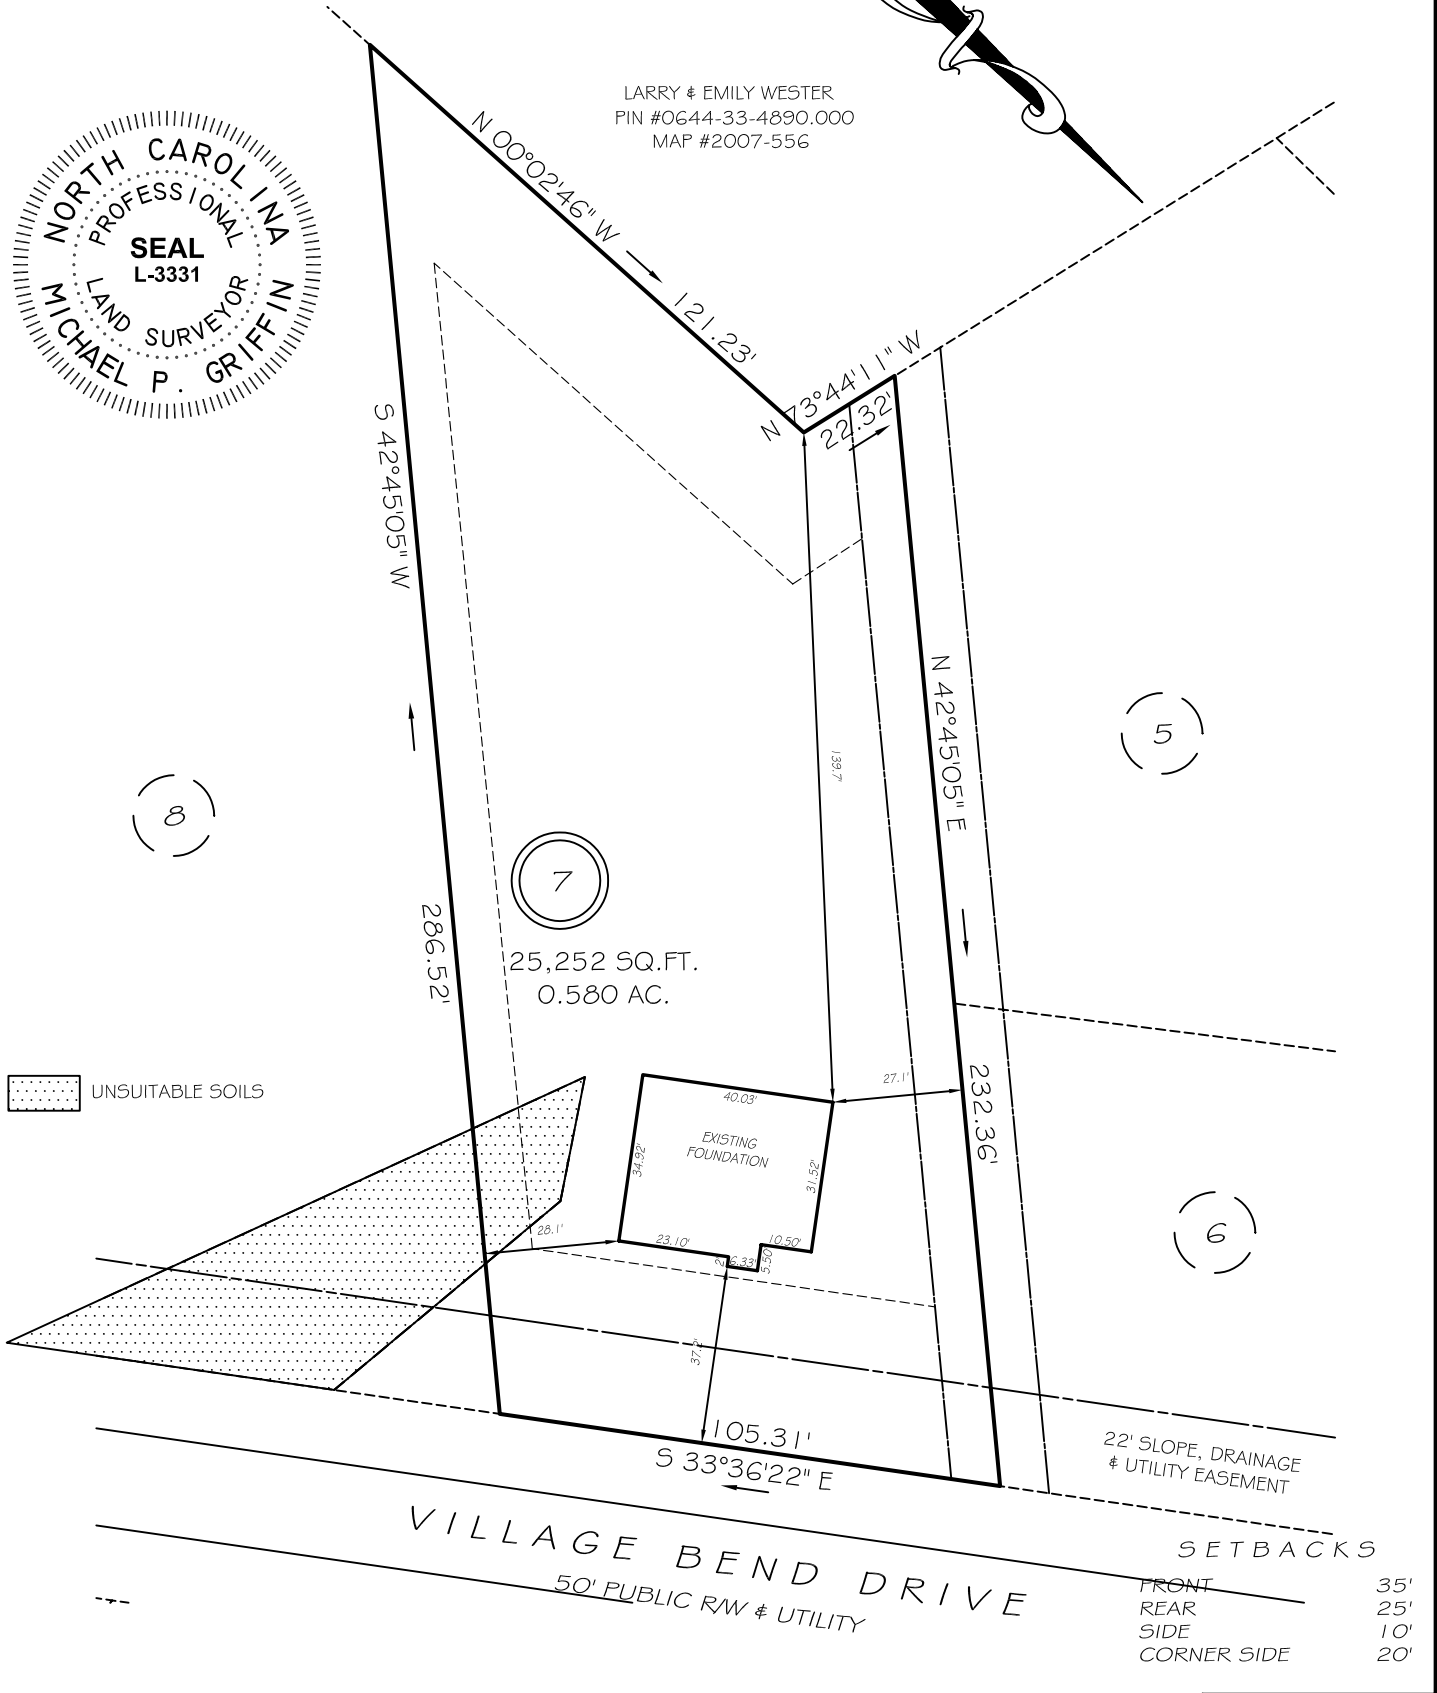 LARRY & EMILY WESTER
PIN #0644-33-4890.000
MAP #2007-556
NORTH CAROLINA
PROFESSIONAL
SEAL
L-3331
LAND SURVEYOR
MICHAEL P. GRIFFIN
N 00°02'46" W
121.23'
N 73°44'11" W
22.32'
S 42°45'05" W
286.52'
N 42°45'05" E
232.36'
139.7'
5
8
7
25,252 SQ.FT.
0.580 AC.
UNSUITABLE SOILS
27.1'
40.03'
EXISTING
FOUNDATION
34.92'
31.52'
28.1'
23.10'
6.33'
5.50'
10.50'
6
37.2'
105.31'
S 33°36'22" E
22' SLOPE, DRAINAGE
& UTILITY EASEMENT
VILLAGE BEND DRIVE
50' PUBLIC R/W & UTILITY
SETBACKS
FRONT 35'
REAR 25'
SIDE 10'
CORNER SIDE 20'